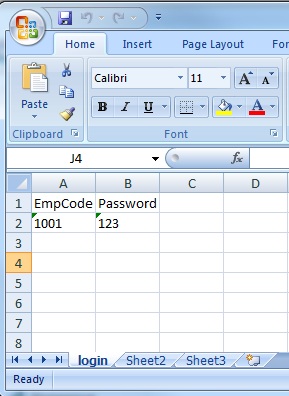 Home Insert Page Layout Formulas
Calibri 11 A A
Paste
B I U A
Clipboard Font
J4 fx
A B C D
1 EmpCode Password
2 1001 123
3
4
5
6
7
8
login Sheet2 Sheet3
Ready